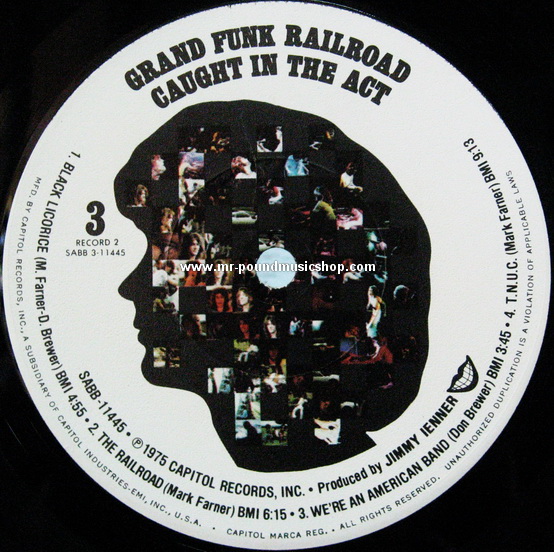 GRAND FUNK RAILROAD
CAUGHT IN THE ACT
3
RECORD 2
SABB 3-11445
www.mr-poundmusicshop.com
1. BLACK LICORICE (M. Farner-D. Brewer) BMI 4:55 • 2. THE RAILROAD (Mark Farner) BMI 6:15 • 3. WE'RE AN AMERICAN BAND (Don Brewer) BMI 3:45 • 4. T.N.U.C. (Mark Farner) BMI 9:13
SABB-11445 • ℗ 1975 CAPITOL RECORDS, INC. • Produced by JIMMY IENNER
MFD. BY CAPITOL RECORDS, INC., A SUBSIDIARY OF CAPITOL INDUSTRIES-EMI, INC., U.S.A. • CAPITOL MARCA REG. • ALL RIGHTS RESERVED. UNAUTHORIZED DUPLICATION IS A VIOLATION OF APPLICABLE LAWS